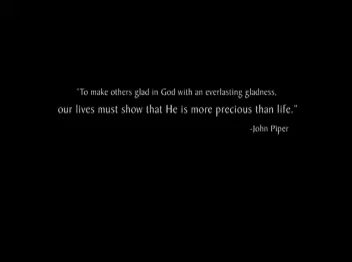 "To make others glad in God with an everlasting gladness,
our lives must show that He is more precious than life."
-John Piper